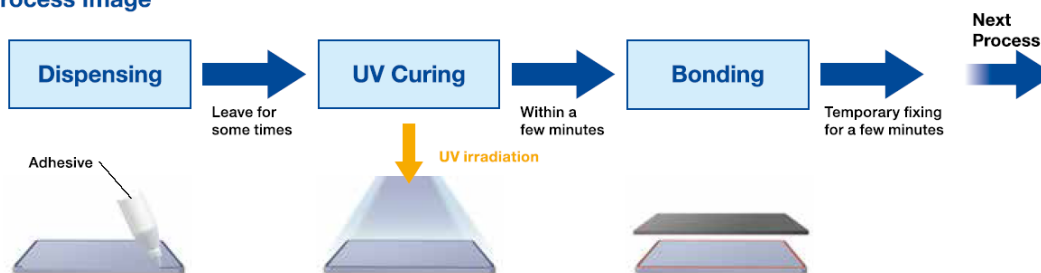 Image
Next
Process
Dispensing
UV Curing
Bonding
Leave for
some times
Within a
few minutes
Temporary fixing
for a few minutes
UV irradiation
Adhesive